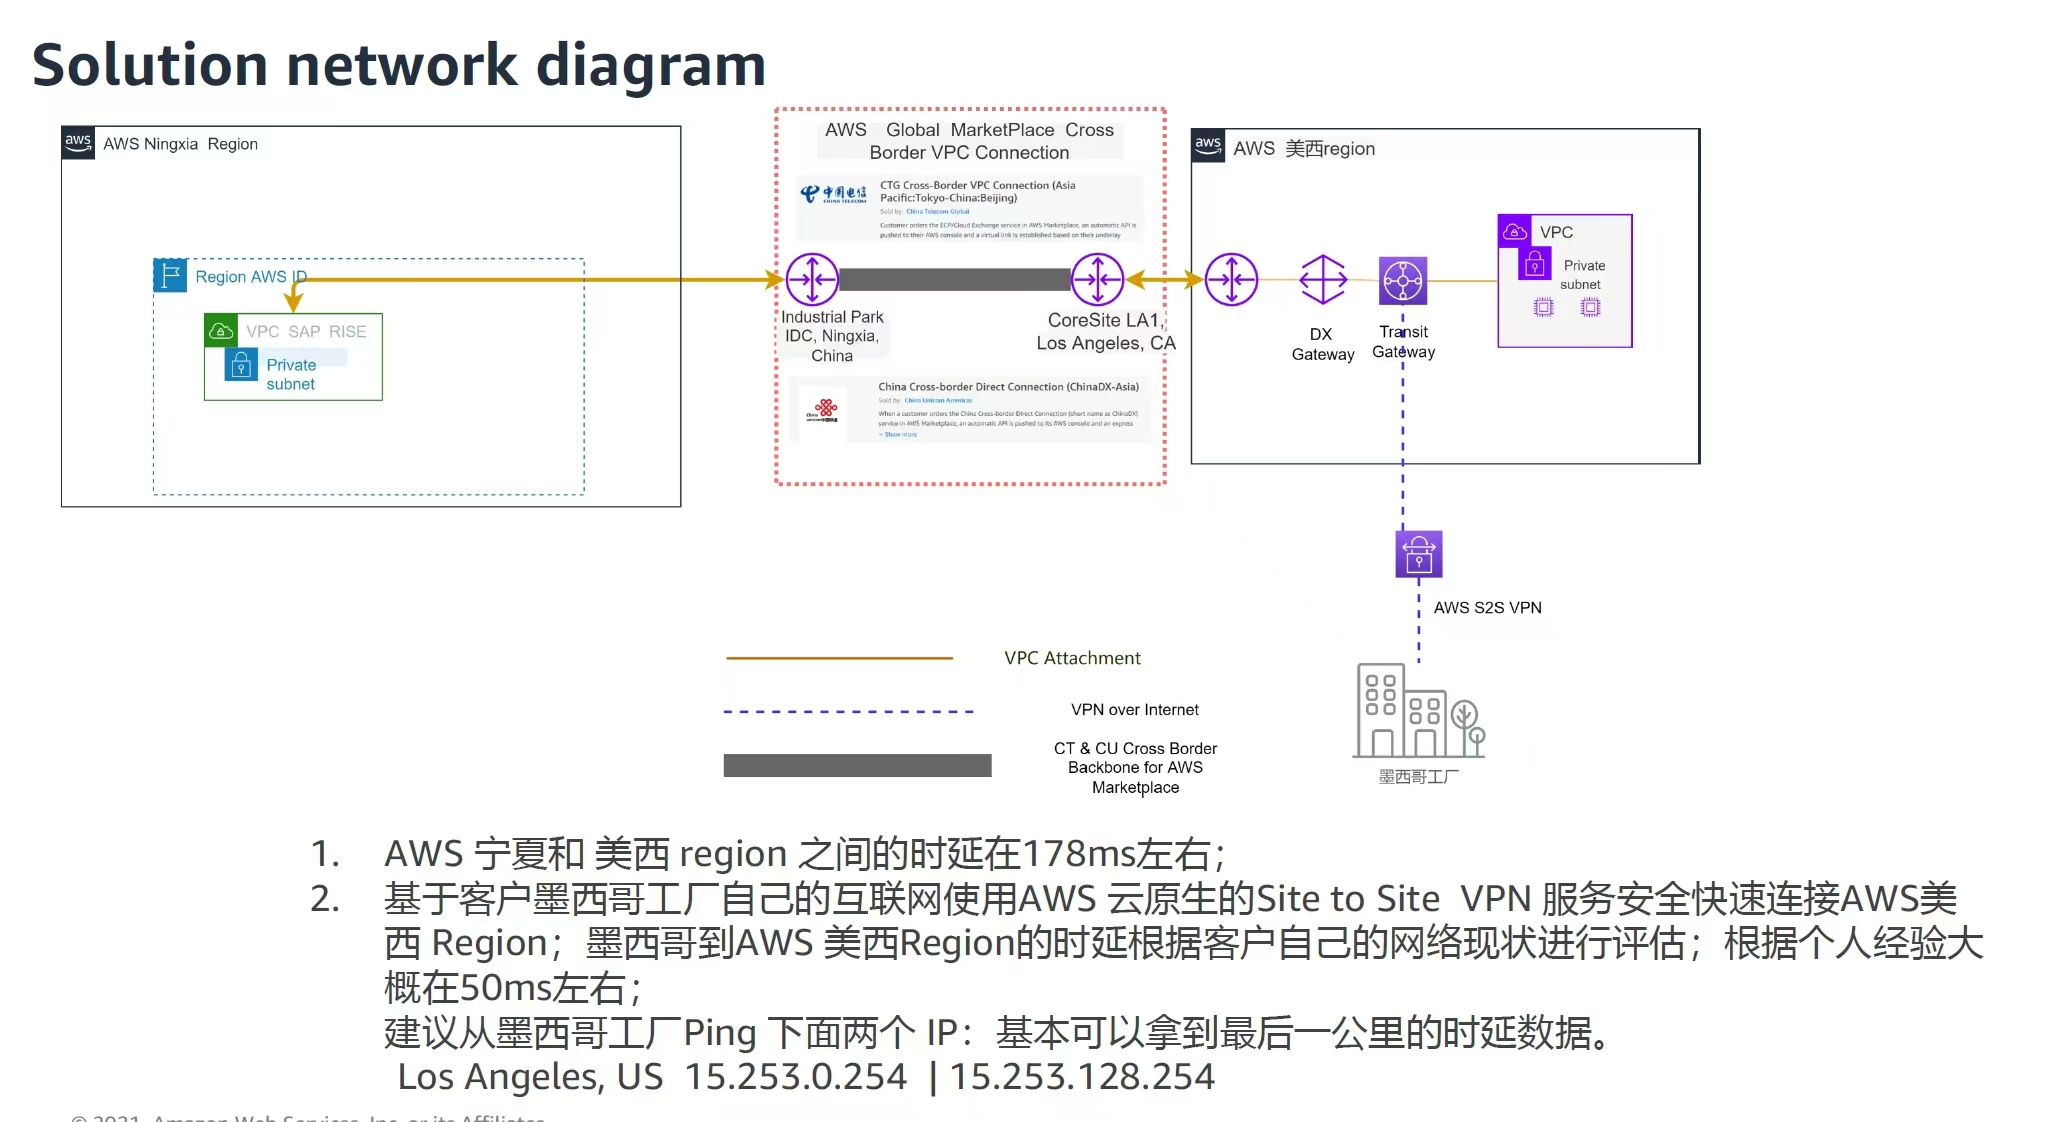 Solution network diagram
aws
AWS Ningxia Region
Region AWS ID
VPC SAP RISE
Private
subnet
AWS Global MarketPlace Cross
Border VPC Connection
中国电信
CHINA TELECOM
CTG Cross-Border VPC Connection (Asia
Pacific:Tokyo-China:Beijing)
Sold by: China Telecom Global
Customer orders the ECP/Cloud Exchange service in AWS Marketplace, an automatic API is
pushed to their AWS console and a virtual link is established based on their underlay
Industrial Park
IDC, Ningxia,
China
CoreSite LA1,
Los Angeles, CA
China
unicom中国联通
China Cross-border Direct Connection (ChinaDX-Asia)
Sold by: China Unicom Americas
When a customer orders the China Cross-border Direct Connection (short name as ChinaDX)
service in AWS Marketplace, an automatic API is pushed to its AWS console and an express
Show more
aws
AWS 美西region
DX
Gateway
Transit
Gateway
VPC
Private
subnet
AWS S2S VPN
墨西哥工厂
VPC Attachment
VPN over Internet
CT & CU Cross Border
Backbone for AWS
Marketplace
1. AWS 宁夏和 美西 region 之间的时延在178ms左右；
2. 基于客户墨西哥工厂自己的互联网使用AWS 云原生的Site to Site VPN 服务安全快速连接AWS美
西 Region；墨西哥到AWS 美西Region的时延根据客户自己的网络现状进行评估；根据个人经验大
概在50ms左右；
建议从墨西哥工厂Ping 下面两个 IP：基本可以拿到最后一公里的时延数据。
Los Angeles, US 15.253.0.254 | 15.253.128.254
© 2021, Amazon Web Services, Inc. or its Affiliates.